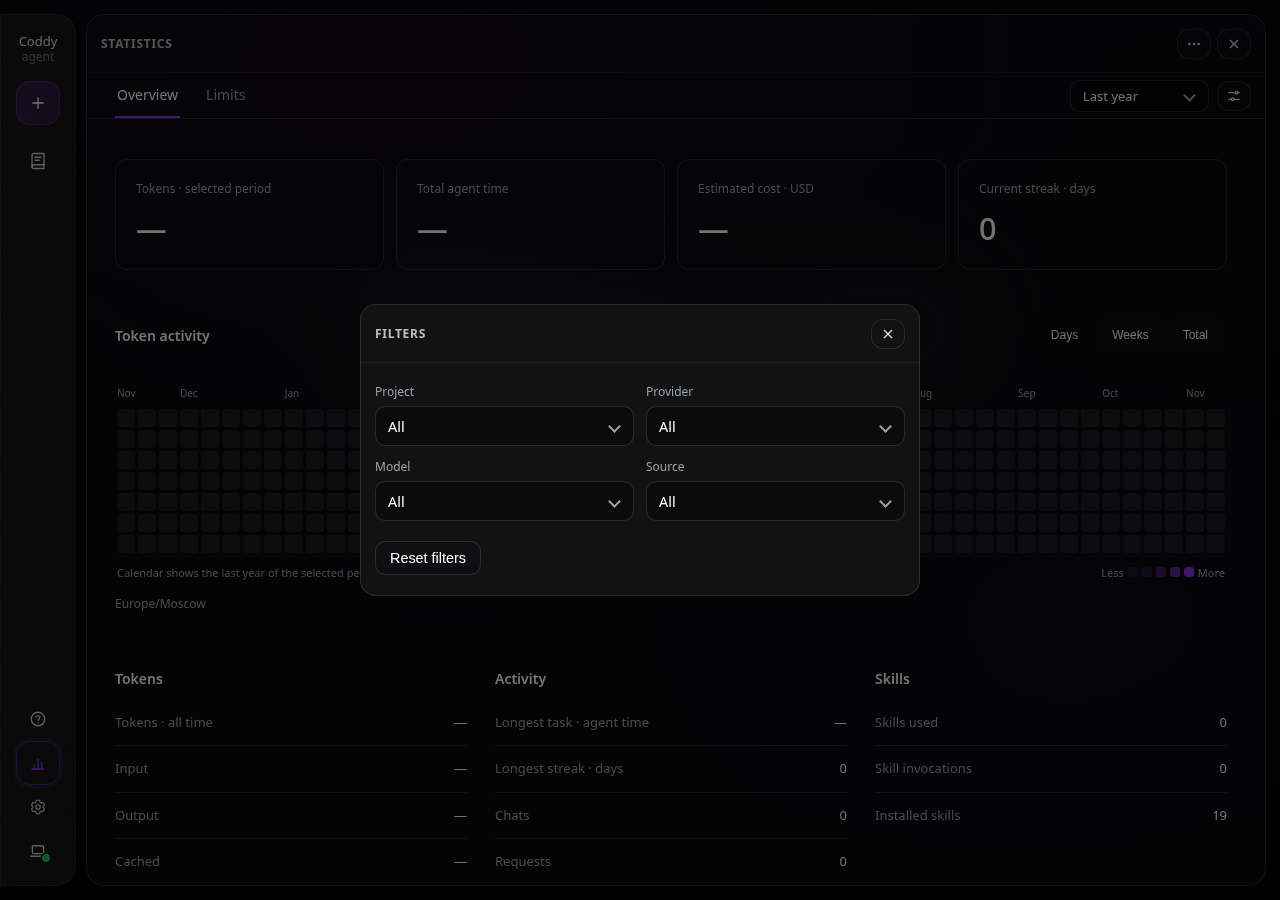 Coddy
agent
STATISTICS
Overview
Limits
Last year
Tokens · selected period
—
Total agent time
—
Estimated cost · USD
—
Current streak · days
0
Token activity
Days
Weeks
Total
Nov
Dec
Jan
Sep
Oct
Nov
Calendar shows the last year of the selected
Less
More
Europe/Moscow
FILTERS
Project
Provider
All
All
Model
Source
All
All
Reset filters
Tokens
Tokens · all time —
Input —
Output —
Cached —
Activity
Longest task · agent time —
Longest streak · days 0
Chats 0
Requests 0
Skills
Skills used 0
Skill invocations 0
Installed skills 19